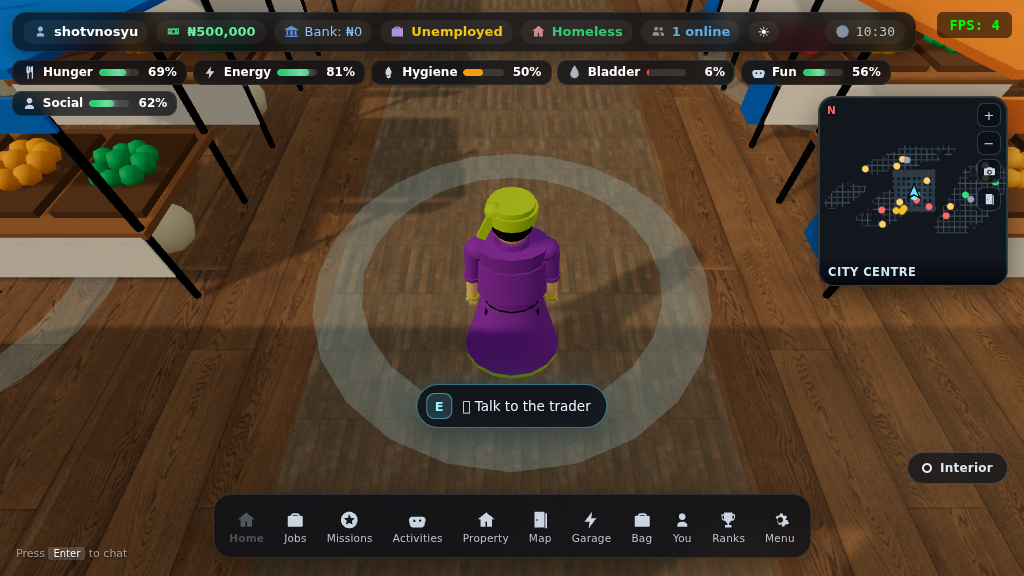 shotvnosyu ₦500,000 Bank: ₦0 Unemployed Homeless 1 online 10:30
FPS: 4
Hunger 69% Energy 81% Hygiene 50% Bladder 6% Fun 56%
Social 62%
N
+
−
CITY CENTRE
E Talk to the trader
Interior
Home Jobs Missions Activities Property Map Garage Bag You Ranks Menu
Press Enter to chat